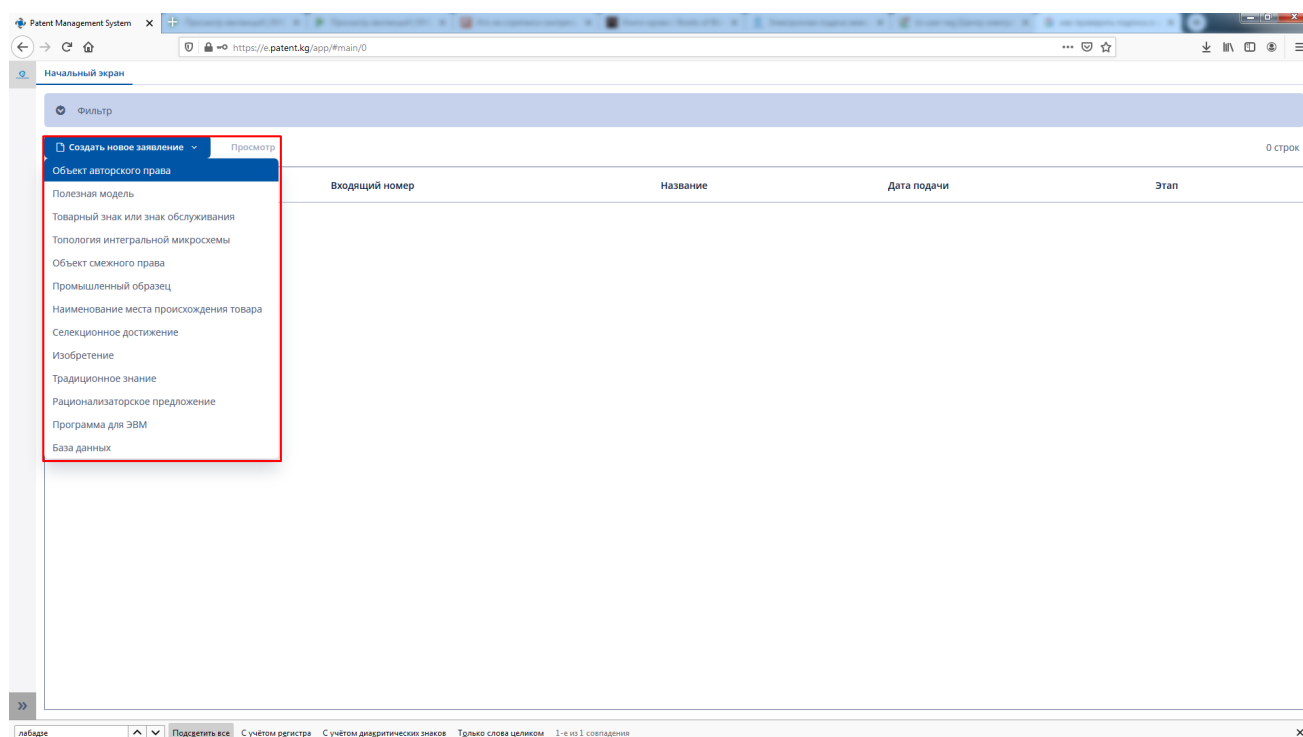 Patent Management System
https://e.patent.kg/app/#main/0
Начальный экран
Фильтр
Создать новое заявление Просмотр 0 строк
Объект авторского права
Входящий номер Название Дата подачи Этап
Полезная модель
Товарный знак или знак обслуживания
Топология интегральной микросхемы
Объект смежного права
Промышленный образец
Наименование места происхождения товара
Селекционное достижение
Изобретение
Традиционное знание
Рационализаторское предложение
Программа для ЭВМ
База данных
лабадзе Подсветить все С учётом регистра С учётом диакритических знаков Только слова целиком 1-е из 1 совпадения